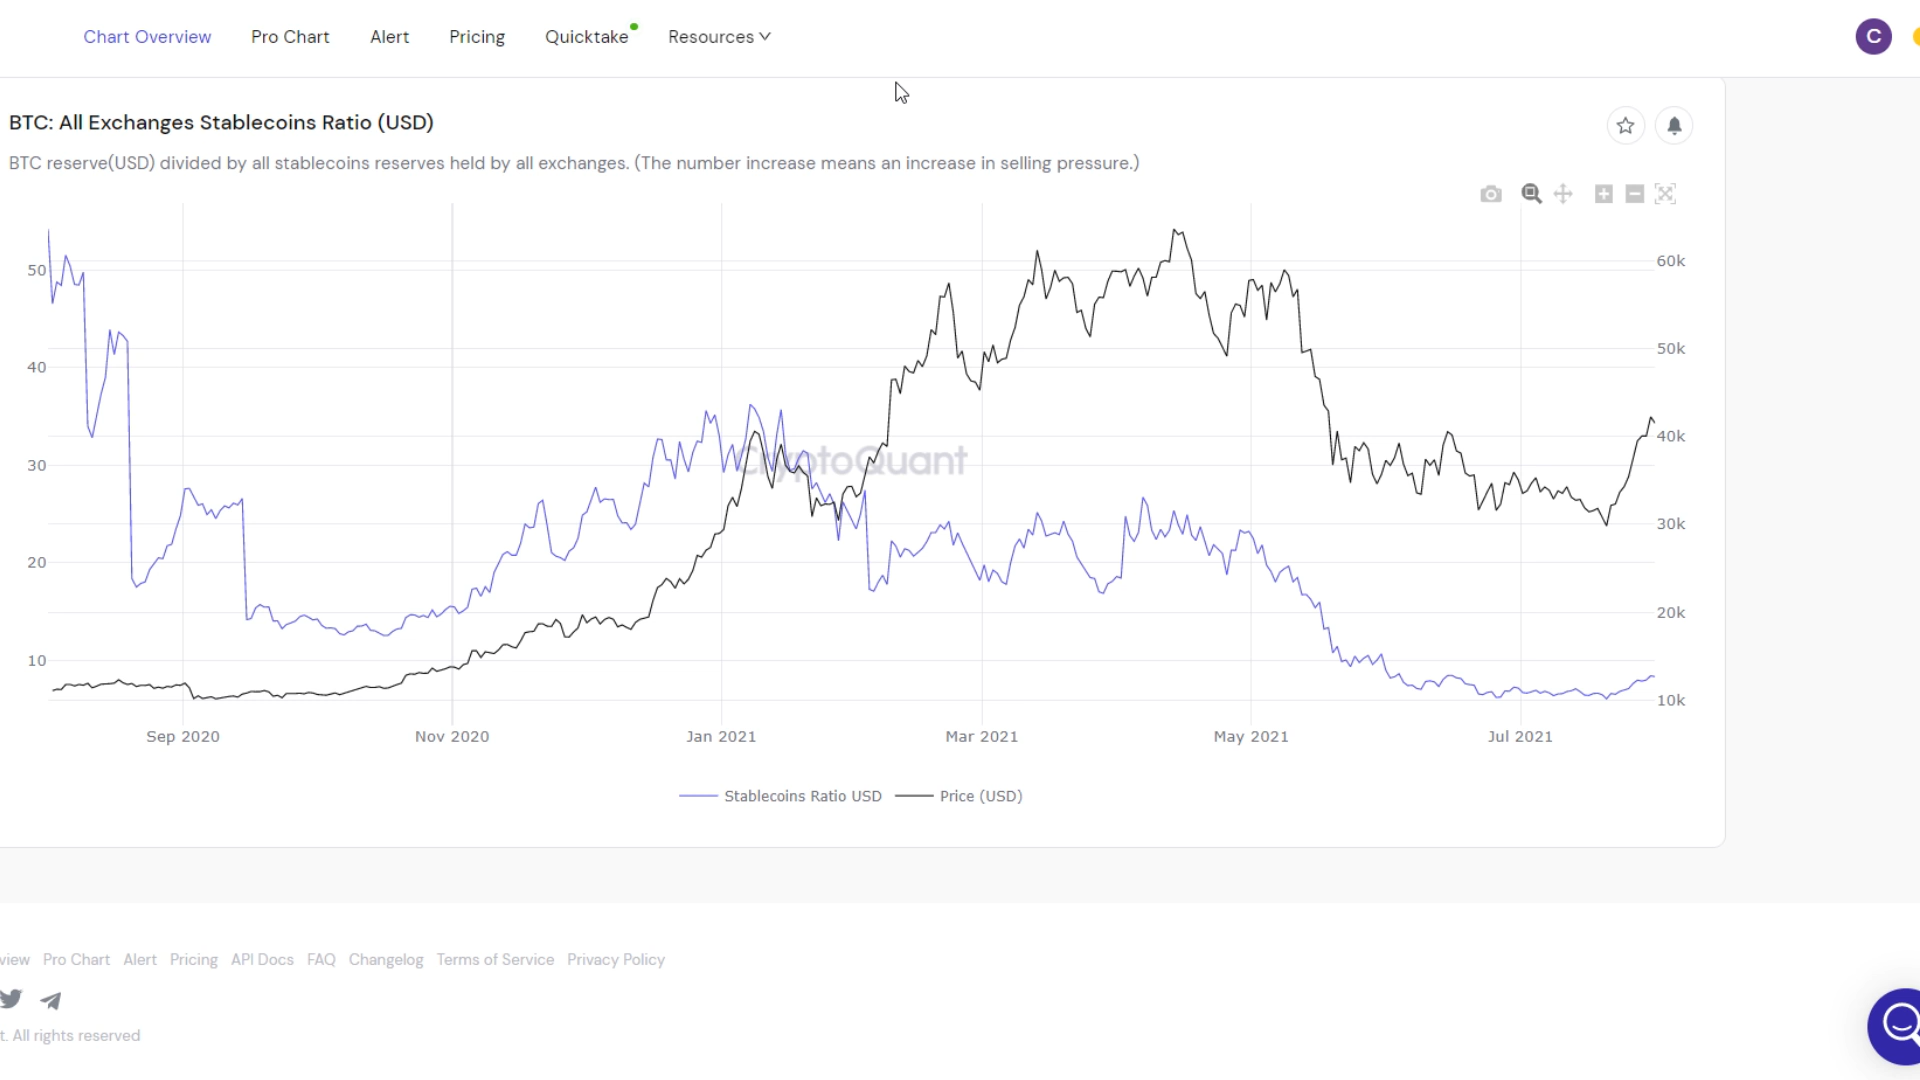 Chart Overview Pro Chart Alert Pricing Quicktake Resources C
BTC: All Exchanges Stablecoins Ratio (USD)
BTC reserve(USD) divided by all stablecoins reserves held by all exchanges. (The number increase means an increase in selling pressure.)
50
40
30
20
10
60k
50k
40k
30k
20k
10k
CryptoQuant
Sep 2020 Nov 2020 Jan 2021 Mar 2021 May 2021 Jul 2021
Stablecoins Ratio USD Price (USD)
view Pro Chart Alert Pricing API Docs FAQ Changelog Terms of Service Privacy Policy
t. All rights reserved